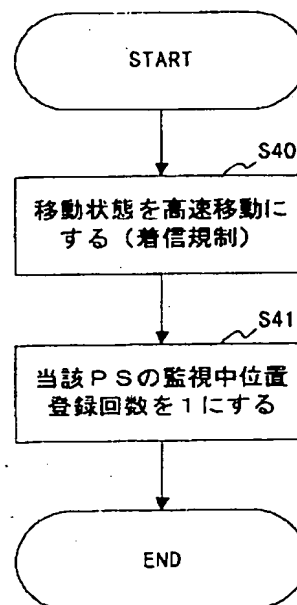 START
S40
移動状態を高速移動に
する（着信規制）
S41
当該ＰＳの監視中位置
登録回数を１にする
END